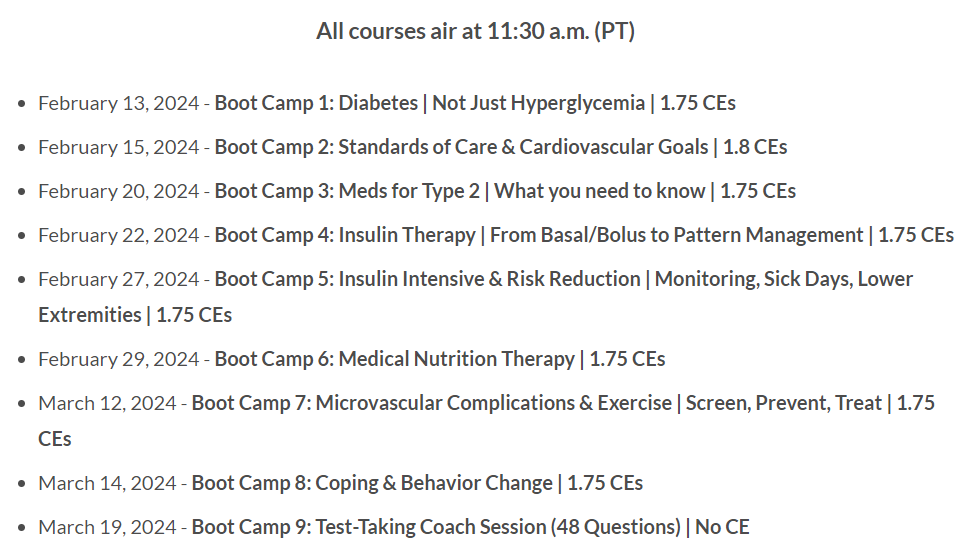 All courses air at 11:30 a.m. (PT)
• February 13, 2024 - Boot Camp 1: Diabetes | Not Just Hyperglycemia | 1.75 CEs
• February 15, 2024 - Boot Camp 2: Standards of Care & Cardiovascular Goals | 1.8 CEs
• February 20, 2024 - Boot Camp 3: Meds for Type 2 | What you need to know | 1.75 CEs
• February 22, 2024 - Boot Camp 4: Insulin Therapy | From Basal/Bolus to Pattern Management | 1.75 CEs
• February 27, 2024 - Boot Camp 5: Insulin Intensive & Risk Reduction | Monitoring, Sick Days, Lower
Extremities | 1.75 CEs
• February 29, 2024 - Boot Camp 6: Medical Nutrition Therapy | 1.75 CEs
• March 12, 2024 - Boot Camp 7: Microvascular Complications & Exercise | Screen, Prevent, Treat | 1.75
CEs
• March 14, 2024 - Boot Camp 8: Coping & Behavior Change | 1.75 CEs
• March 19, 2024 - Boot Camp 9: Test-Taking Coach Session (48 Questions) | No CE